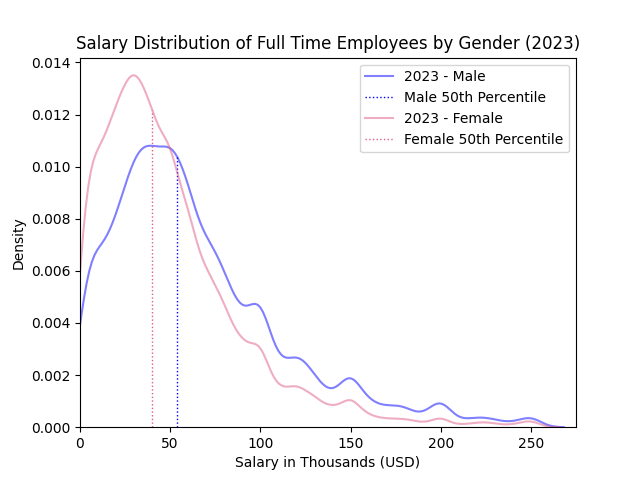 Salary Distribution of Full Time Employees by Gender (2023)
2023 - Male
Male 50th Percentile
2023 - Female
Female 50th Percentile
Density
0.014
0.012
0.010
0.008
0.006
0.004
0.002
0.000
0 50 100 150 200 250
Salary in Thousands (USD)